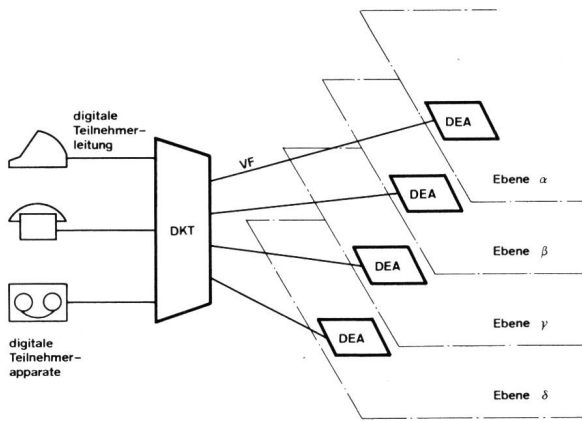 digitale
Teilnehmer-
leitung
VF
DKT
DEA
DEA
DEA
DEA
Ebene α
Ebene β
Ebene γ
Ebene δ
digitale
Teilnehmer-
apparate